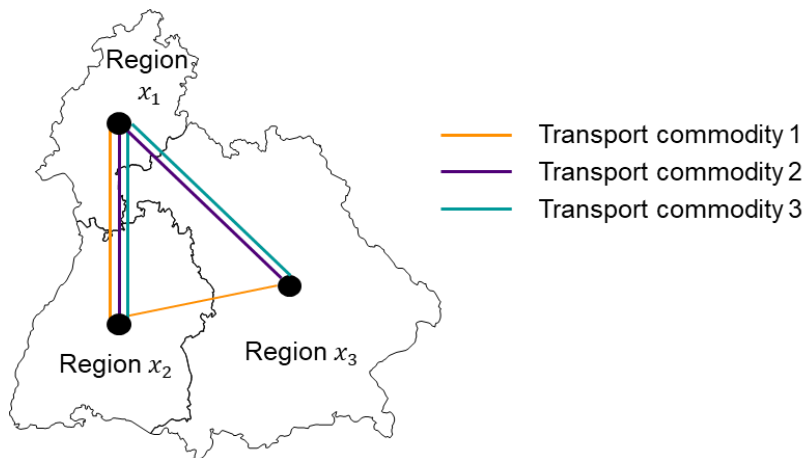 Region
x₁
Transport commodity 1
Transport commodity 2
Transport commodity 3
Region x₂
Region x₃